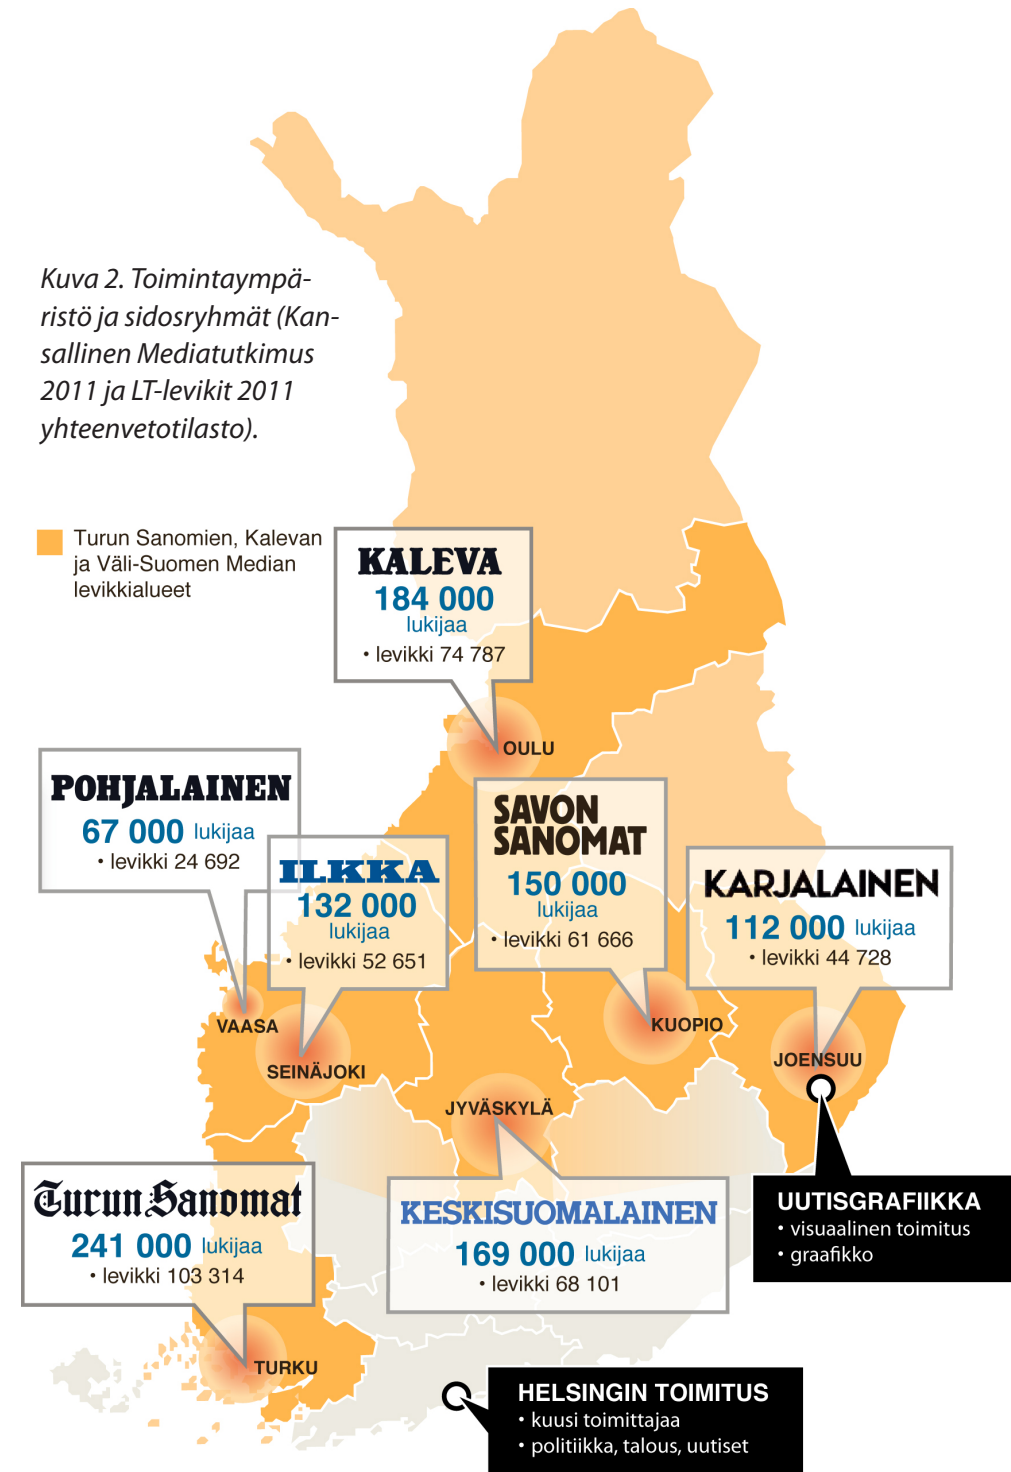 Kuva 2. Toimintaympä-
ristö ja sidosryhmät (Kan-
sallinen Mediatutkimus
2011 ja LT-levikit 2011
yhteenvetotilasto).
Turun Sanomien, Kalevan
ja Väli-Suomen Median
levikkialueet
KALEVA
184 000
lukijaa
• levikki 74 787
OULU
POHJALAINEN
67 000 lukijaa
• levikki 24 692
VAASA
ILKKA
132 000
lukijaa
• levikki 52 651
SEINÄJOKI
SAVON
SANOMAT
150 000
lukijaa
• levikki 61 666
KUOPIO
KARJALAINEN
112 000 lukijaa
• levikki 44 728
JOENSUU
JYVÄSKYLÄ
KESKISUOMALAINEN
169 000 lukijaa
• levikki 68 101
UUTISGRAFIIKKA
• visuaalinen toimitus
• graafikko
Turun Sanomat
241 000 lukijaa
• levikki 103 314
TURKU
HELSINGIN TOIMITUS
• kuusi toimittajaa
• politiikka, talous, uutiset